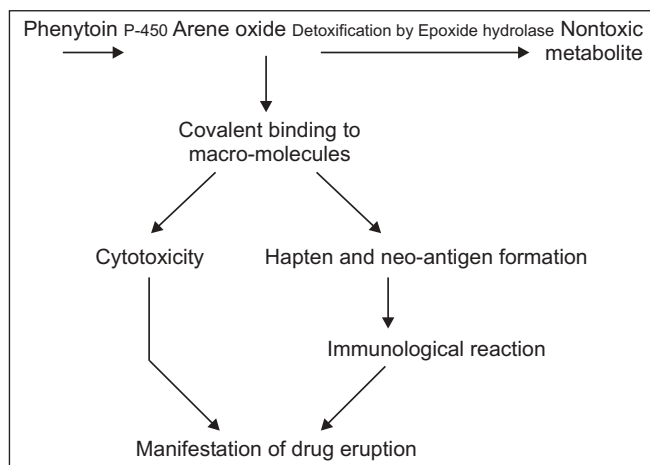 Phenytoin P-450 Arene oxide Detoxification by Epoxide hydrolase Nontoxic
metabolite
Covalent binding to
macro-molecules
Cytotoxicity
Hapten and neo-antigen formation
Immunological reaction
Manifestation of drug eruption